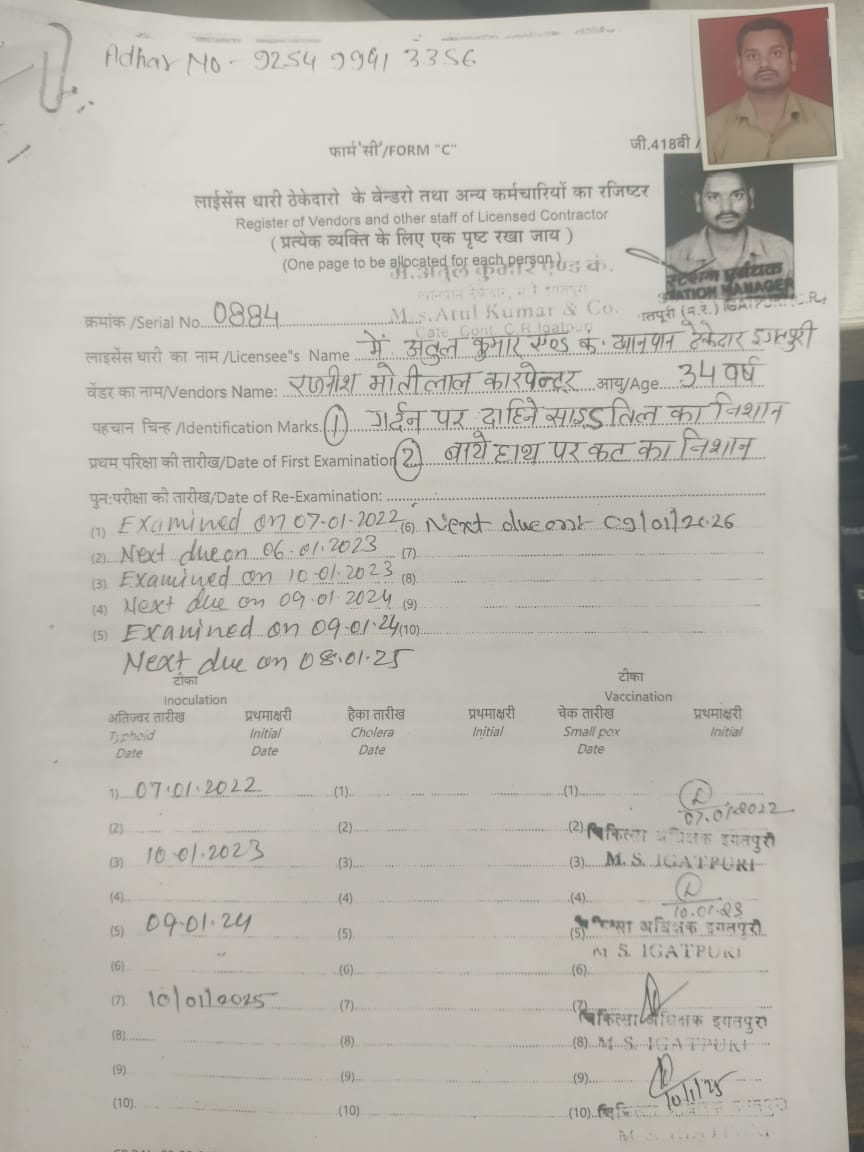 Adhar No - 9254 9941 3356
फार्म 'सी'/FORM "C"
जी.418बी /
लाईसेंस धारी ठेकेदारो के वेन्डरो तथा अन्य कर्मचारियों का रजिष्टर
Register of Vendors and other staff of Licensed Contractor
( प्रत्येक व्यक्ति के लिए एक पृष्ट रखा जाय )
(One page to be allocated for each person)
मे. अतुल कुमार एण्ड कं.
STATION MANAGER
क्रमांक /Serial No. 0884
M.s. Atul Kumar & Co.
Cate. Cont. C.R. Igatpuri
लाइसेंस धारी का नाम /Licensee"s Name में अतुल कुमार एण्ड क. खानपान ठेकेदार इगतपुरी
वेंडर का नाम/Vendors Name: रजनीश मोतीलाल कारपेन्टर आयु/Age 34 वर्ष
पहचान चिन्ह /Identification Marks. (1) गर्दन पर दाहिने साइड तिल का निशान
प्रथम परिक्षा की तारीख/Date of First Examination (2) बाये हाथ पर कट का निशान
पुन:परीक्षा की तारीख/Date of Re-Examination:
(1) Examined on 07-01-2022 (6) Next due on 09/01/2026
(2) Next due on 06.01.2023 (7)
(3) Examined on 10-01-2023 (8)
(4) Next due on 09.01.2024 (9)
(5) Examined on 09.01.24 (10)
Next due on 08.01.25
टीका टीका
Inoculation Vaccination
अतिज्वर तारीख प्रथमाक्षरी हैका तारीख प्रथमाक्षरी चेक तारीख प्रथमाक्षरी
Typhoid Initial Cholera Initial Small pox Initial
Date Date Date Date
1) 07.01.2022 (1) (1)
07.01.2022
(2) (2) (2) चिकित्सा अधिक्षक इगतपुरी
(3) 10-01-2023 (3) (3) M. S. IGATPURI
(4) (4) (4)
10.01.23
(5) 09-01-24 (5) (5) चिकित्सा अधिक्षक इगतपुरी
M S. IGATPURI
(6) (6) (6)
(7) 10/01/2025 (7) (7) चिकित्सा अधिक्षक इगतपुरी
(8) (8) (8) M. S. IGATPURI
(9) (9) (9)
10/1/25
(10) (10) (10)